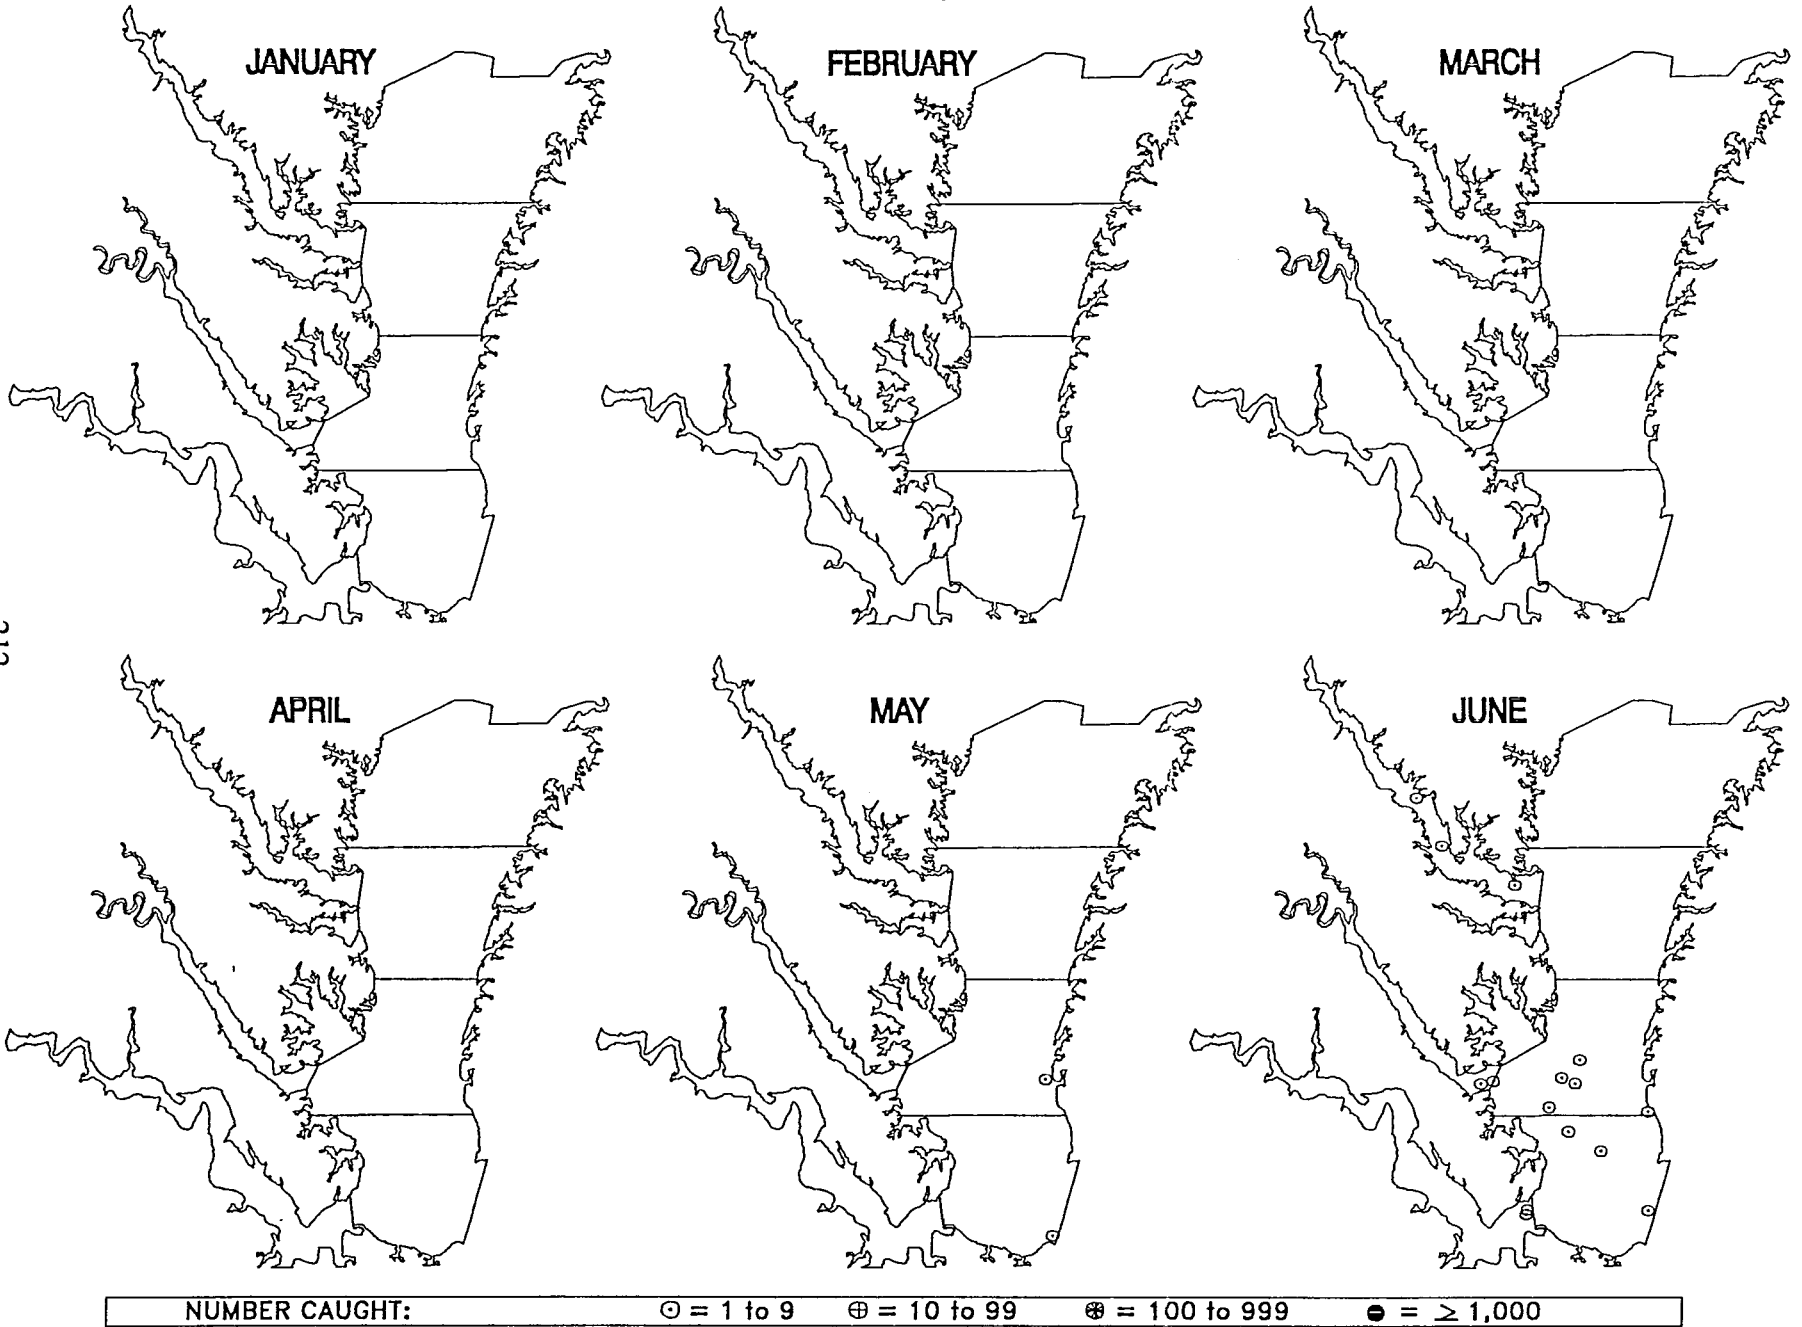 JANUARY FEBRUARY MARCH
APRIL MAY JUNE
NUMBER CAUGHT: ⊙ = 1 to 9 ⊕ = 10 to 99 ⊛ = 100 to 999 ⊖ = ≥ 1,000